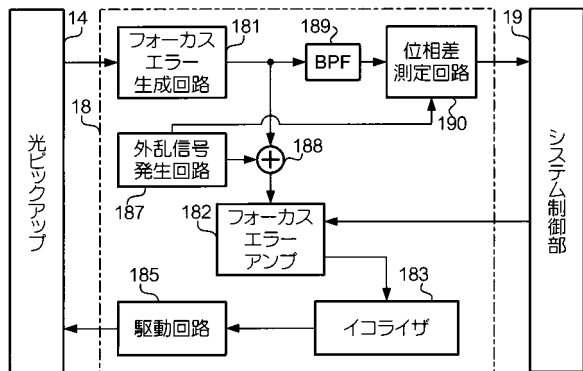 14
フォーカス
エラー
生成回路
181
189
BPF
位相差
測定回路
190
19
18
外乱信号
発生回路
187
188
光ピックアップ
システム制御部
182
フォーカス
エラー
アンプ
183
イコライザ
185
駆動回路